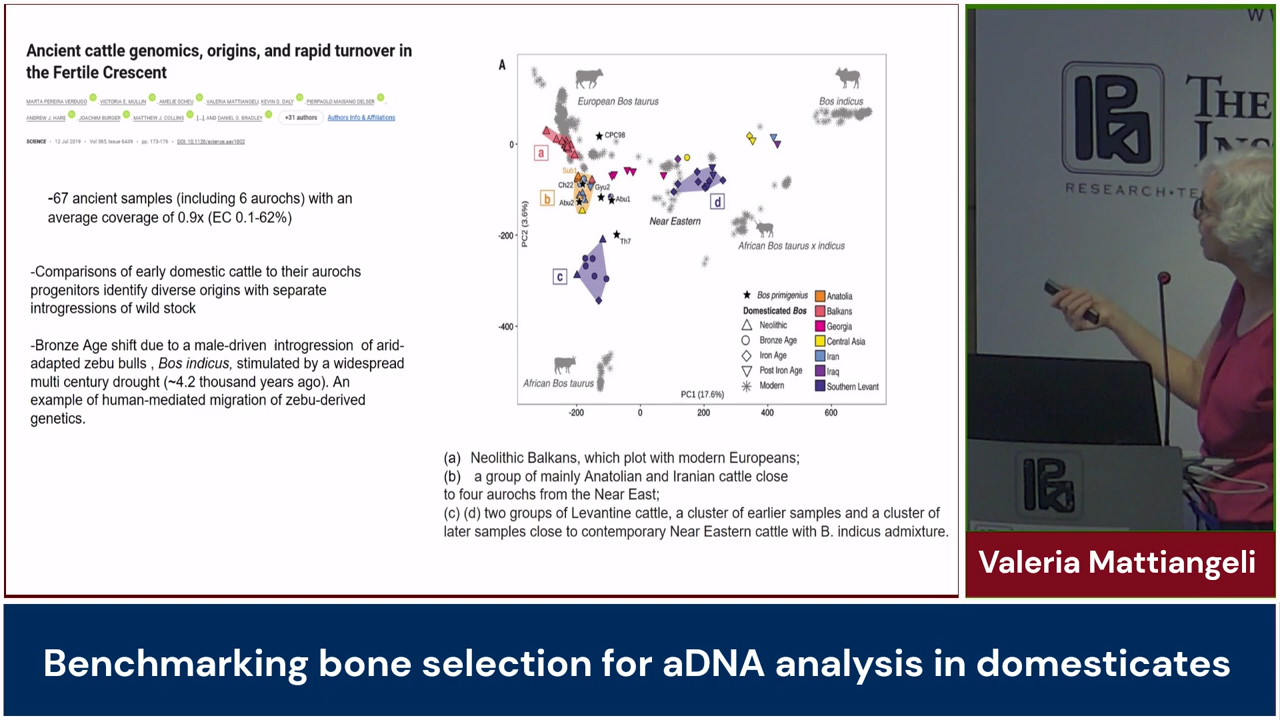 Ancient cattle genomics, origins, and rapid turnover in
the Fertile Crescent
MARTA PEREIRA VERDUGO, VICTORIA E. MULLIN, AMELIE SCHEU, VALERIA MATTIANGELI, KEVIN G. DALY, PIERPAOLO MAISANO DELSER,
ANDREW J. HARE, JOACHIM BURGER, MATTHEW J. COLLINS, [...], AND DANIEL G. BRADLEY +31 authors Authors Info & Affiliations
SCIENCE • 12 Jul 2019 • Vol 365, Issue 6449 • pp. 173-176 • DOI: 10.1126/science.aav1002
-67 ancient samples (including 6 aurochs) with an
average coverage of 0.9x (EC 0.1-62%)
-Comparisons of early domestic cattle to their aurochs
progenitors identify diverse origins with separate
introgressions of wild stock
-Bronze Age shift due to a male-driven introgression of arid-
adapted zebu bulls , Bos indicus, stimulated by a widespread
multi century drought (~4.2 thousand years ago). An
example of human-mediated migration of zebu-derived
genetics.
A
European Bos taurus
Bos indicus
CPC98
a
Sub1
Ch22
Gyu2
b
Abu2
Abu1
Th7
Near Eastern
d
African Bos taurus x indicus
c
African Bos taurus
0
-200
-400
PC2 (3.6%)
Bos primigenius
Domesticated Bos
Neolithic
Bronze Age
Iron Age
Post Iron Age
Modern
Anatolia
Balkans
Georgia
Central Asia
Iran
Iraq
Southern Levant
PC1 (17.6%)
-200 0 200 400 600
(a) Neolithic Balkans, which plot with modern Europeans;
(b) a group of mainly Anatolian and Iranian cattle close
to four aurochs from the Near East;
(c) (d) two groups of Levantine cattle, a cluster of earlier samples and a cluster of
later samples close to contemporary Near Eastern cattle with B. indicus admixture.
W
IPK
THE
INS
RESEARCH+TE
IPK
Valeria Mattiangeli
Benchmarking bone selection for aDNA analysis in domesticates